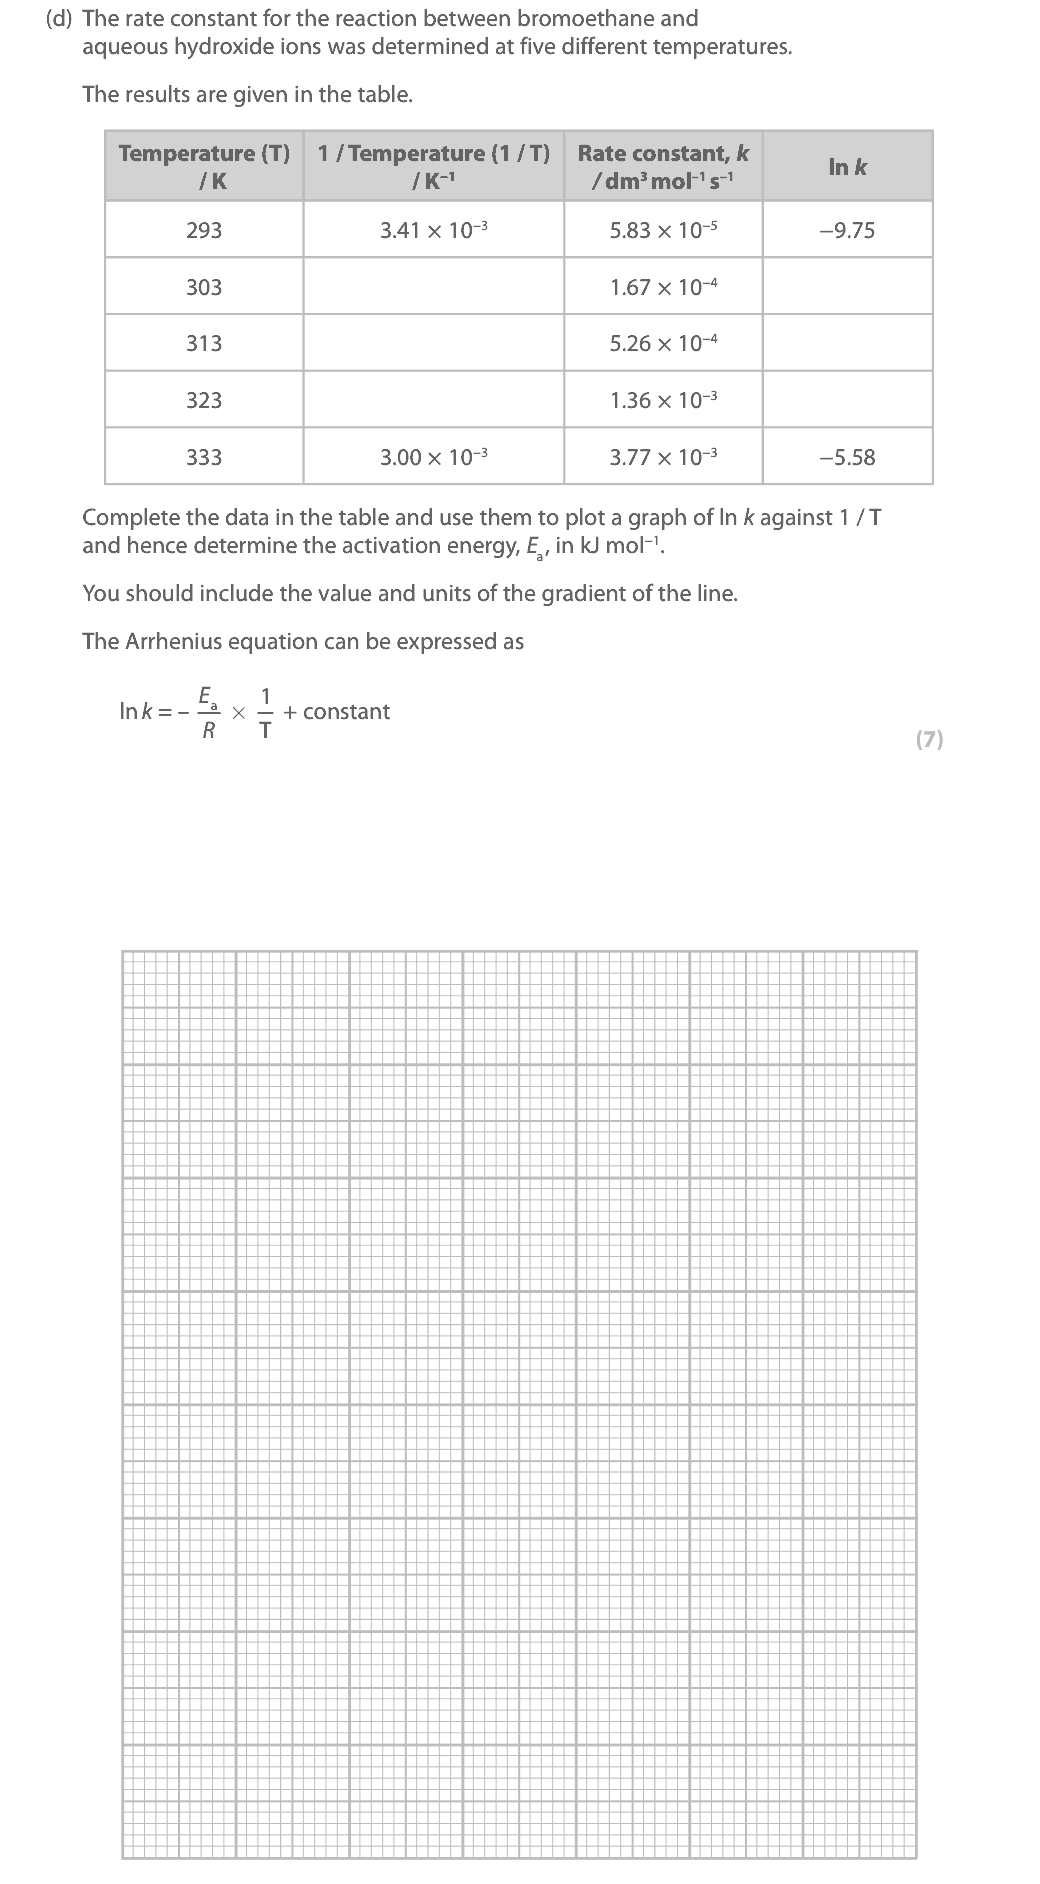 (d) The rate constant for the reaction between bromoethane and
aqueous hydroxide ions was determined at five different temperatures.
The results are given in the table.
Temperature (T) / K	1 / Temperature (1 / T) / K⁻¹	Rate constant, k / dm³ mol⁻¹ s⁻¹	ln k
293	3.41 × 10⁻³	5.83 × 10⁻⁵	−9.75
303		1.67 × 10⁻⁴
313		5.26 × 10⁻⁴
323		1.36 × 10⁻³
333	3.00 × 10⁻³	3.77 × 10⁻³	−5.58
Complete the data in the table and use them to plot a graph of ln k against 1 / T
and hence determine the activation energy, Eₐ, in kJ mol⁻¹.
You should include the value and units of the gradient of the line.
The Arrhenius equation can be expressed as
ln k = – Eₐ/R × 1/T + constant
(7)